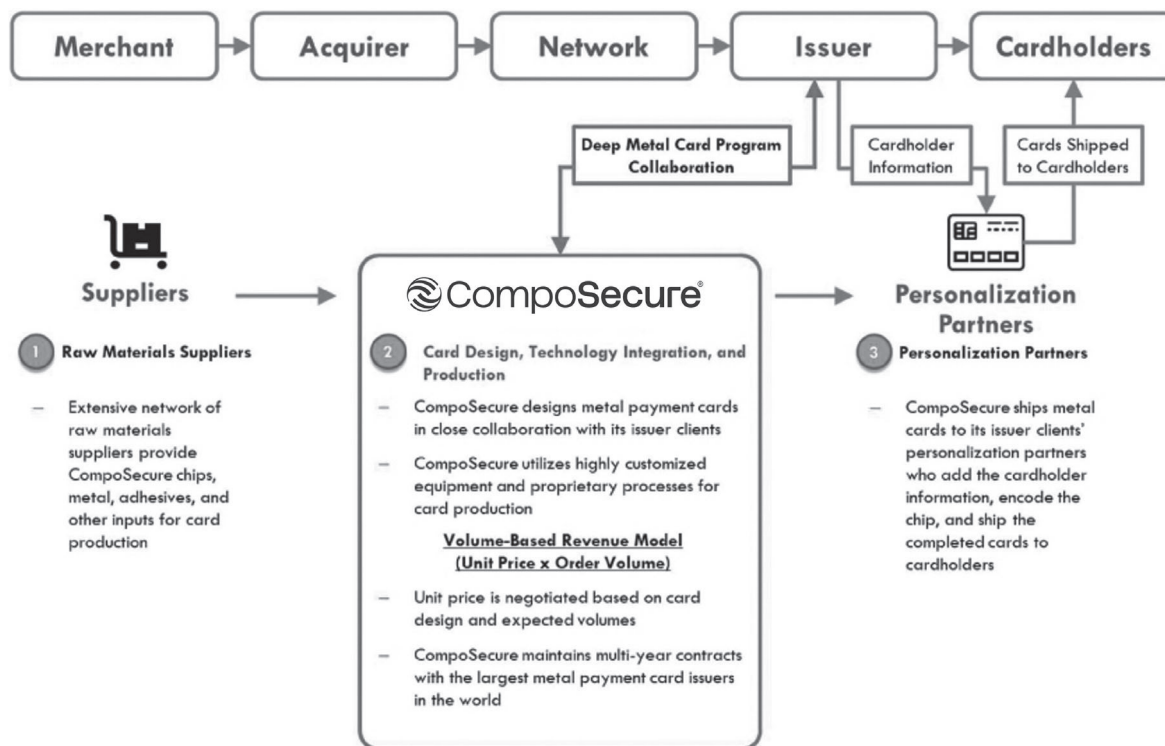 Merchant
Acquirer
Network
Issuer
Cardholders
Deep Metal Card Program
Collaboration
Cardholder
Information
Cards Shipped
to Cardholders
Suppliers
1 Raw Materials Suppliers
– Extensive network of
raw materials
suppliers provide
CompoSecure chips,
metal, adhesives, and
other inputs for card
production
CompoSecure®
2 Card Design, Technology Integration, and
Production
– CompoSecure designs metal payment cards
in close collaboration with its issuer clients
– CompoSecure utilizes highly customized
equipment and proprietary processes for
card production
Volume-Based Revenue Model
(Unit Price x Order Volume)
– Unit price is negotiated based on card
design and expected volumes
– CompoSecure maintains multi-year contracts
with the largest metal payment card issuers
in the world
Personalization
Partners
3 Personalization Partners
– CompoSecure ships metal
cards to its issuer clients'
personalization partners
who add the cardholder
information, encode the
chip, and ship the
completed cards to
cardholders